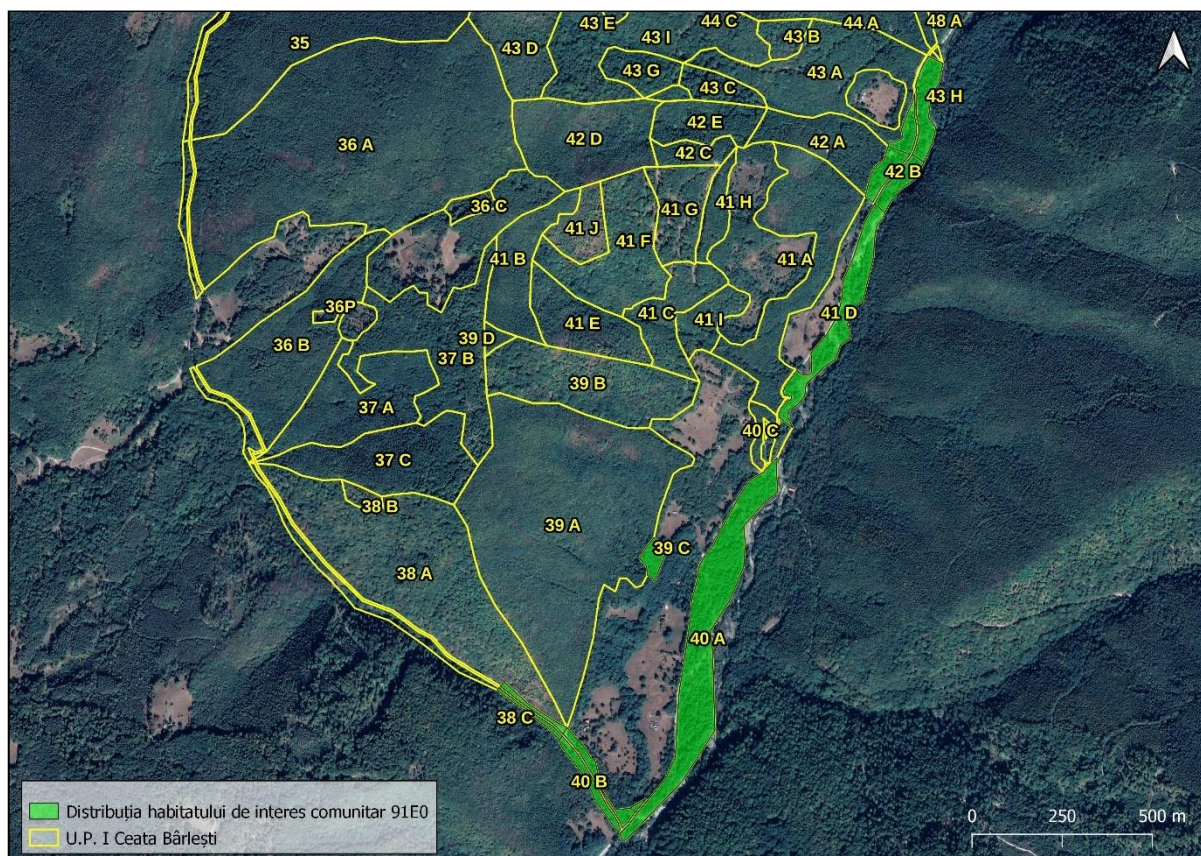 44 C
44 A
48 A
43 E
43 I
43 B
35
43 D
43 G
43 A
43 C
43 H
42 E
36 A
42 D
42 A
42 C
42 B
36 C
41 H
41 G
41 J
41 F
41 B
41 A
36P
41 C
41 I
41 D
41 E
36 B
39 D
37 B
39 B
37 A
40 C
37 C
38 B
39 A
39 C
38 A
40 A
38 C
40 B
Distribuția habitatului de interes comunitar 91E0
U.P. I Ceata Bârlești
0 250 500 m